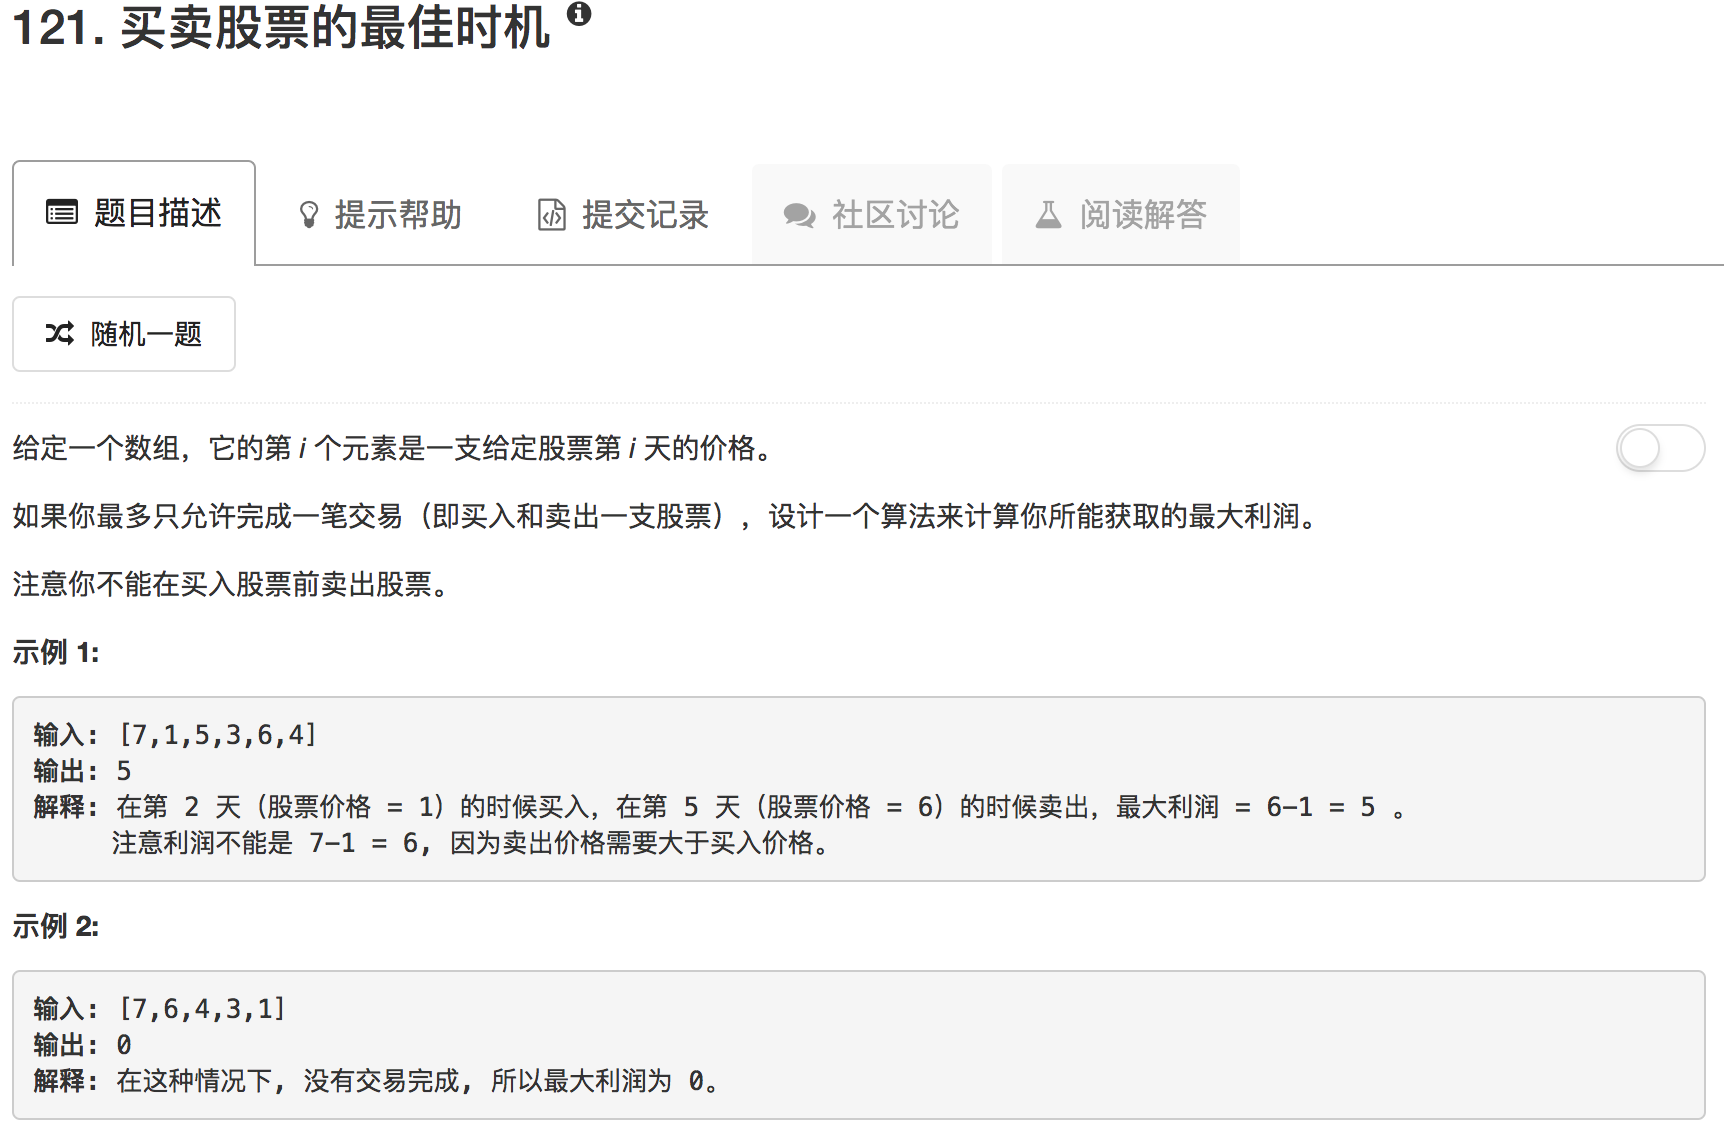 121. 买卖股票的最佳时机
题目描述 提示帮助 提交记录 社区讨论 阅读解答
随机一题
给定一个数组，它的第 i 个元素是一支给定股票第 i 天的价格。
如果你最多只允许完成一笔交易（即买入和卖出一支股票），设计一个算法来计算你所能获取的最大利润。
注意你不能在买入股票前卖出股票。
示例 1:
输入: [7,1,5,3,6,4]
输出: 5
解释: 在第 2 天（股票价格 = 1）的时候买入，在第 5 天（股票价格 = 6）的时候卖出，最大利润 = 6-1 = 5 。
注意利润不能是 7-1 = 6, 因为卖出价格需要大于买入价格。
示例 2:
输入: [7,6,4,3,1]
输出: 0
解释: 在这种情况下, 没有交易完成, 所以最大利润为 0。